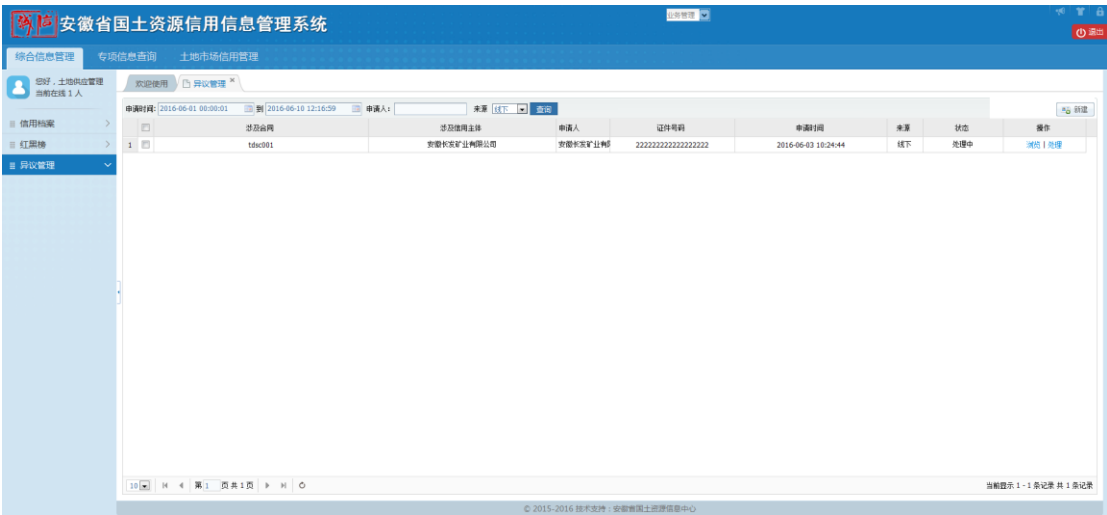 诚信 安徽省国土资源信用信息管理系统
业务管理
退出
综合信息管理 专项信息查询 土地市场信用管理
您好，土地供应管理
当前在线 1 人
欢迎使用 异议管理
申请时间: 2016-06-01 00:00:01 到 2016-06-10 12:16:59 申请人: 来源 线下 查询 新建
信用档案
红黑榜
异议管理
涉及合同 涉及信用主体 申请人 证件号码 申请时间 来源 状态 操作
1 tdsc001 安徽长发矿业有限公司 安徽长发矿业有 222222222222222222 2016-06-03 10:24:44 线下 处理中 浏览 | 处理
10 第 1 页共1页 当前显示 1 - 1 条记录 共 1 条记录
© 2015-2016 技术支持：安徽省国土资源信息中心